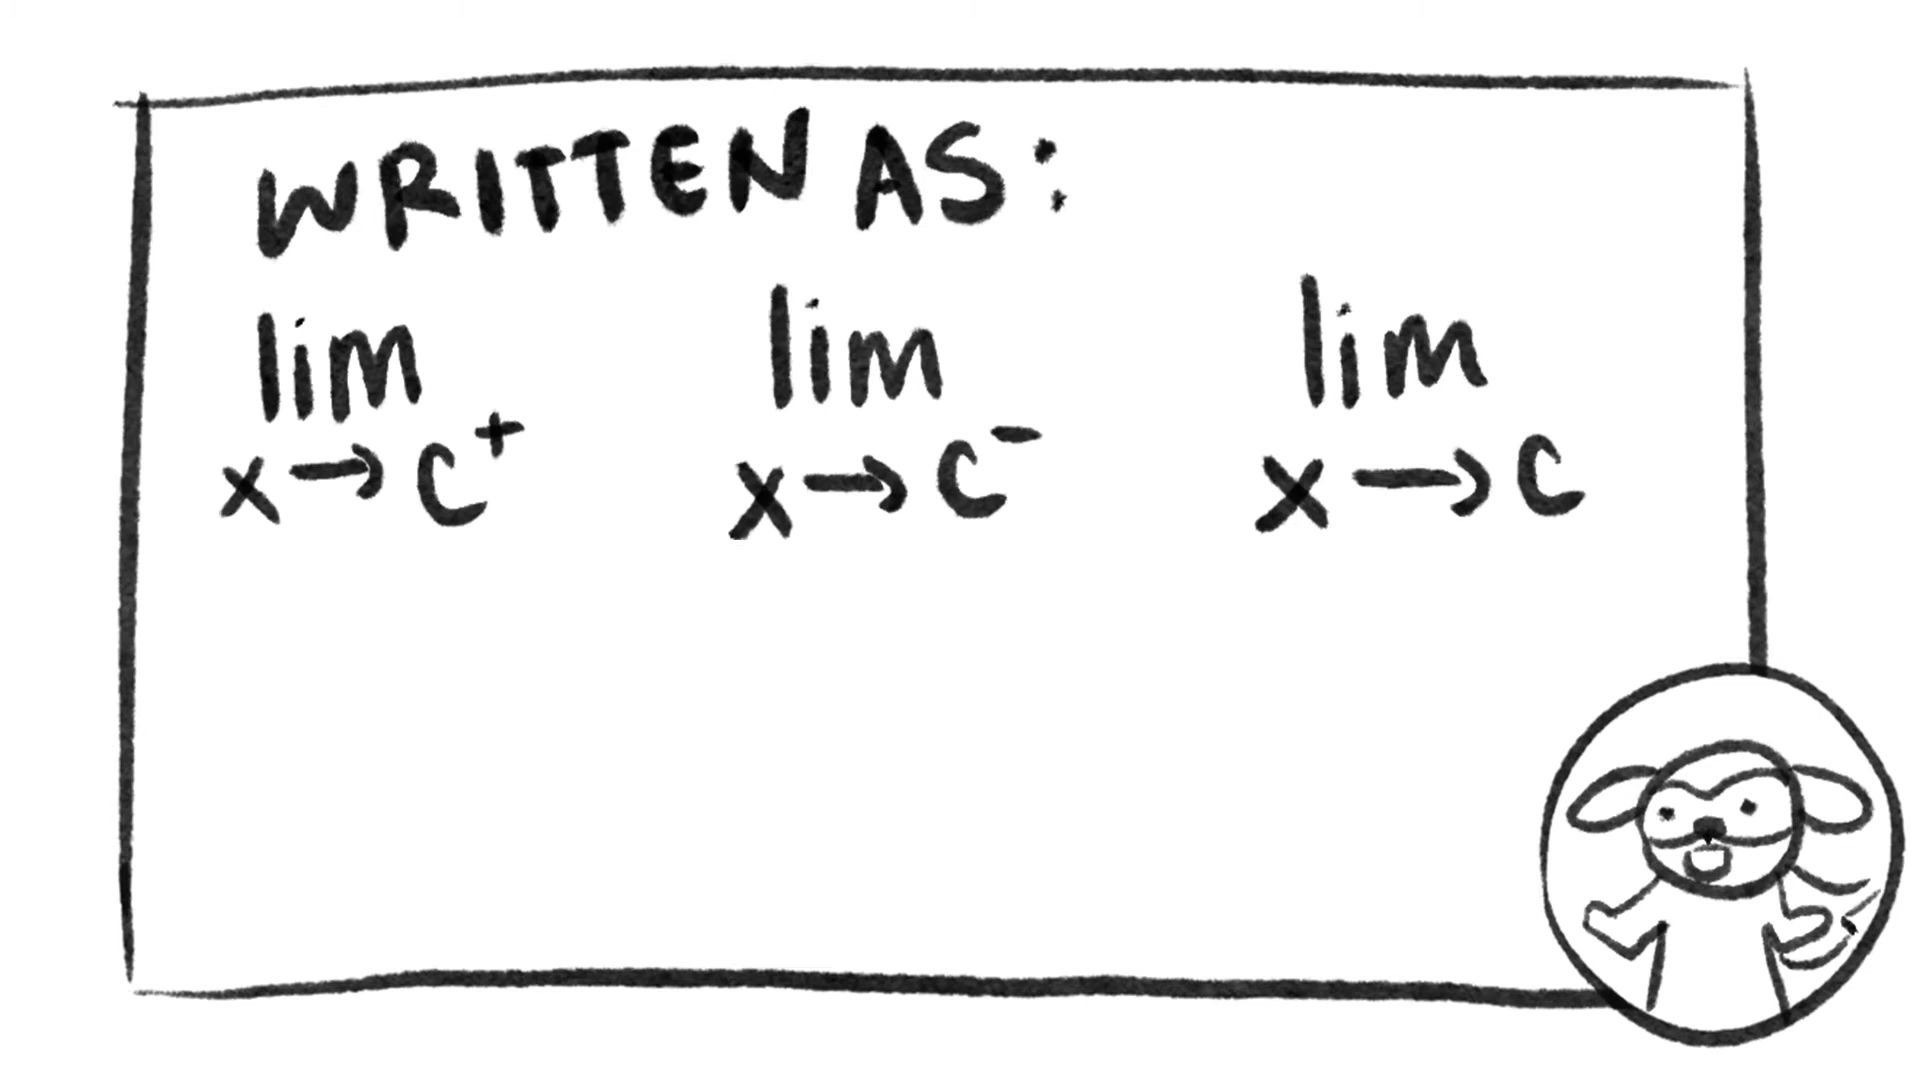 WRITTEN AS:
lim lim lim
x→c⁺ x→c⁻ x→c